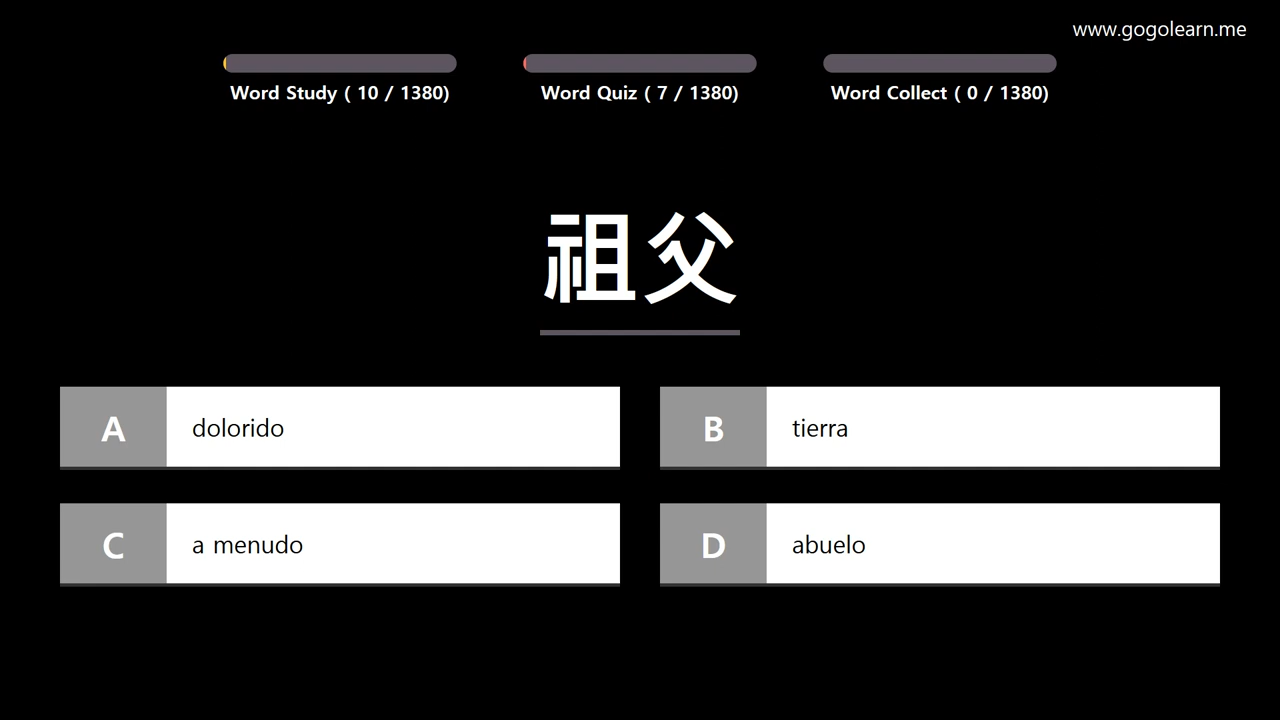 www.gogolearn.me
Word Study ( 10 / 1380)
Word Quiz ( 7 / 1380)
Word Collect ( 0 / 1380)
祖父
A dolorido
B tierra
C a menudo
D abuelo